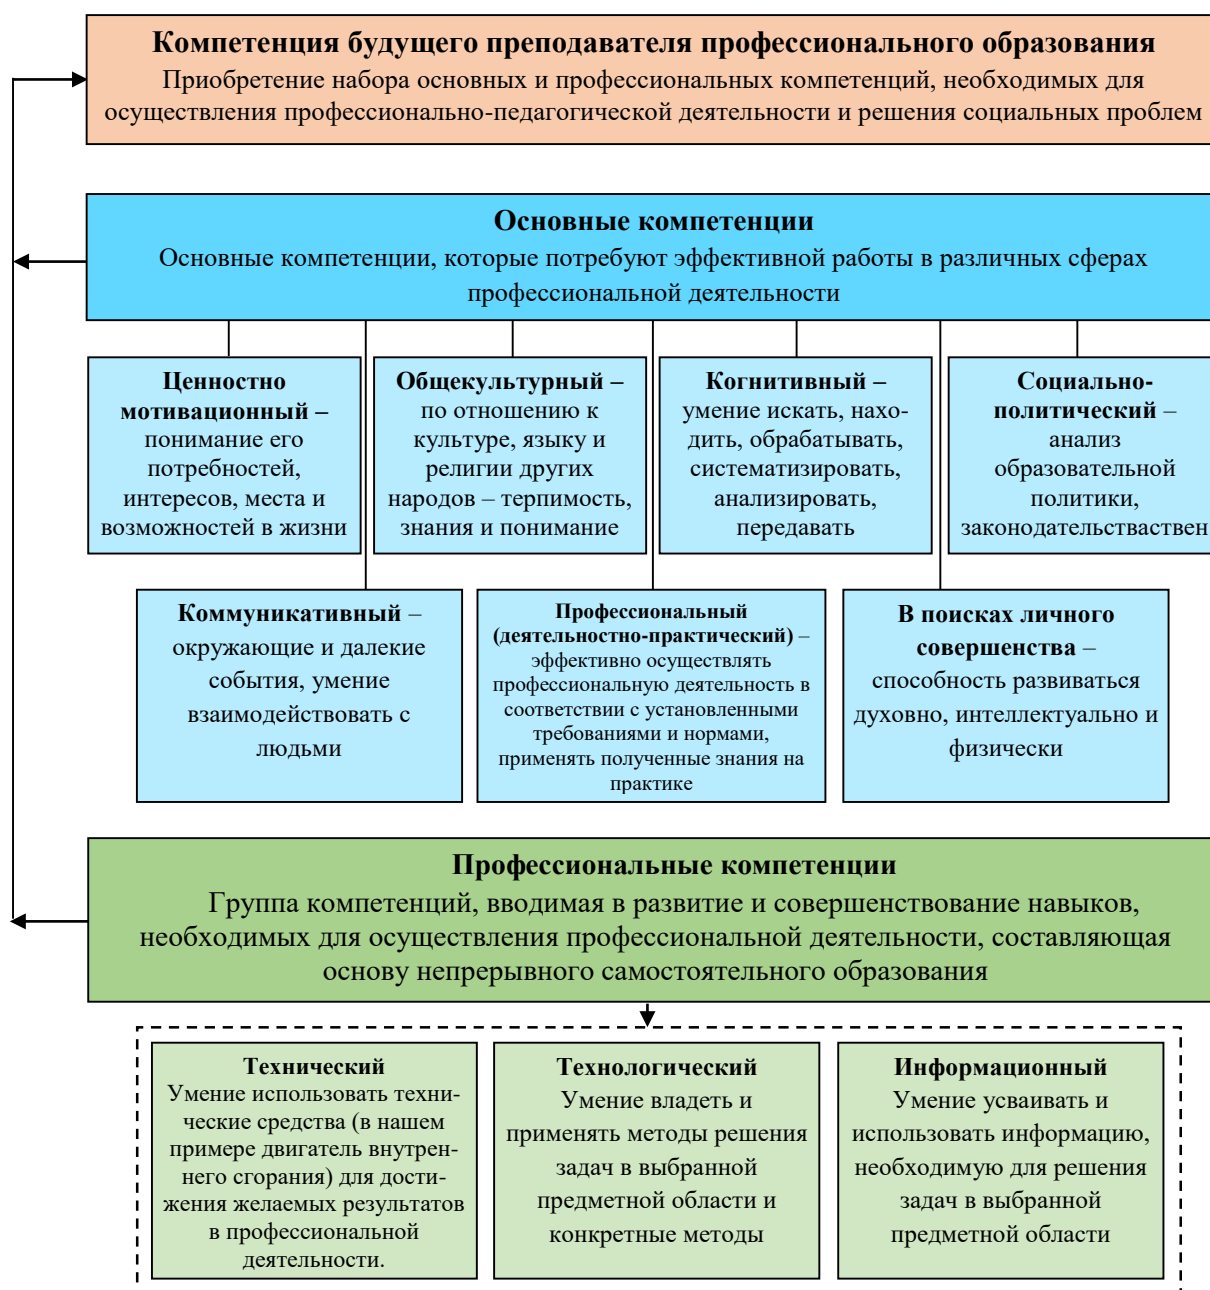 Компетенция будущего преподавателя профессионального образования
Приобретение набора основных и профессиональных компетенций, необходимых для
осуществления профессионально-педагогической деятельности и решения социальных проблем
Основные компетенции
Основные компетенции, которые потребуют эффективной работы в различных сферах
профессиональной деятельности
Ценностно
мотивационный –
понимание его
потребностей,
интересов, места и
возможностей в жизни
Общекультурный –
по отношению к
культуре, языку и
религии других
народов – терпимость,
знания и понимание
Когнитивный –
умение искать, нахо-
дить, обрабатывать,
систематизировать,
анализировать,
передавать
Социально-
политический –
анализ
образовательной
политики,
законодательстваствен
Коммуникативный –
окружающие и далекие
события, умение
взаимодействовать с
людьми
Профессиональный
(деятельностно-практический) –
эффективно осуществлять
профессиональную деятельность в
соответствии с установленными
требованиями и нормами,
применять полученные знания на
практике
В поисках личного
совершенства –
способность развиваться
духовно, интеллектуально и
физически
Профессиональные компетенции
Группа компетенций, вводимая в развитие и совершенствование навыков,
необходимых для осуществления профессиональной деятельности, составляющая
основу непрерывного самостоятельного образования
Технический
Умение использовать техни-
ческие средства (в нашем
примере двигатель внутрен-
него сгорания) для дости-
жения желаемых результатов
в профессиональной
деятельности.
Технологический
Умение владеть и
применять методы решения
задач в выбранной
предметной области и
конкретные методы
Информационный
Умение усваивать и
использовать информацию,
необходимую для решения
задач в выбранной
предметной области